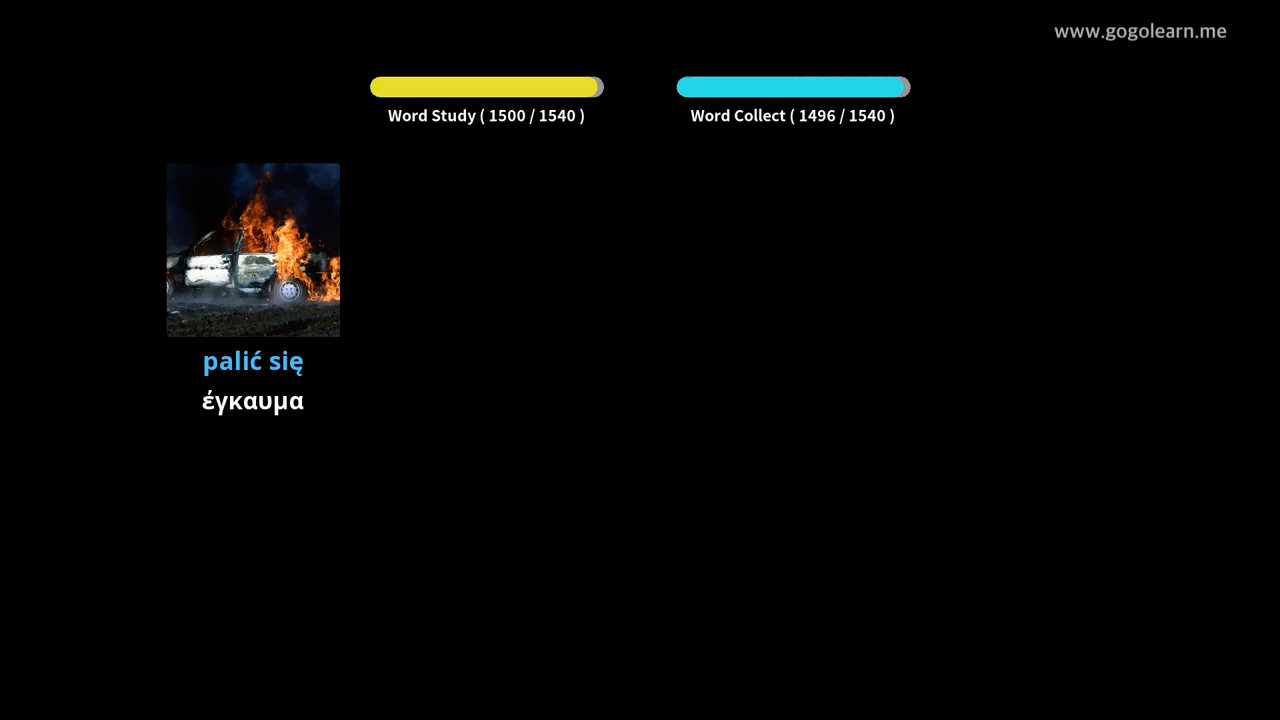 www.gogolearn.me
Word Study ( 1500 / 1540 )
Word Collect ( 1496 / 1540 )
palić się
έγκαυμα